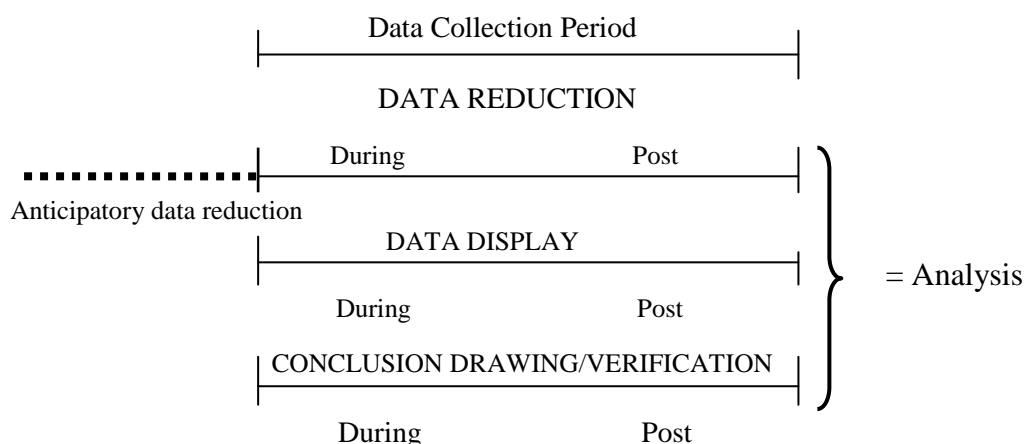 Data Collection Period
DATA REDUCTION
During Post
Anticipatory data reduction
DATA DISPLAY
= Analysis
During Post
CONCLUSION DRAWING/VERIFICATION
During Post